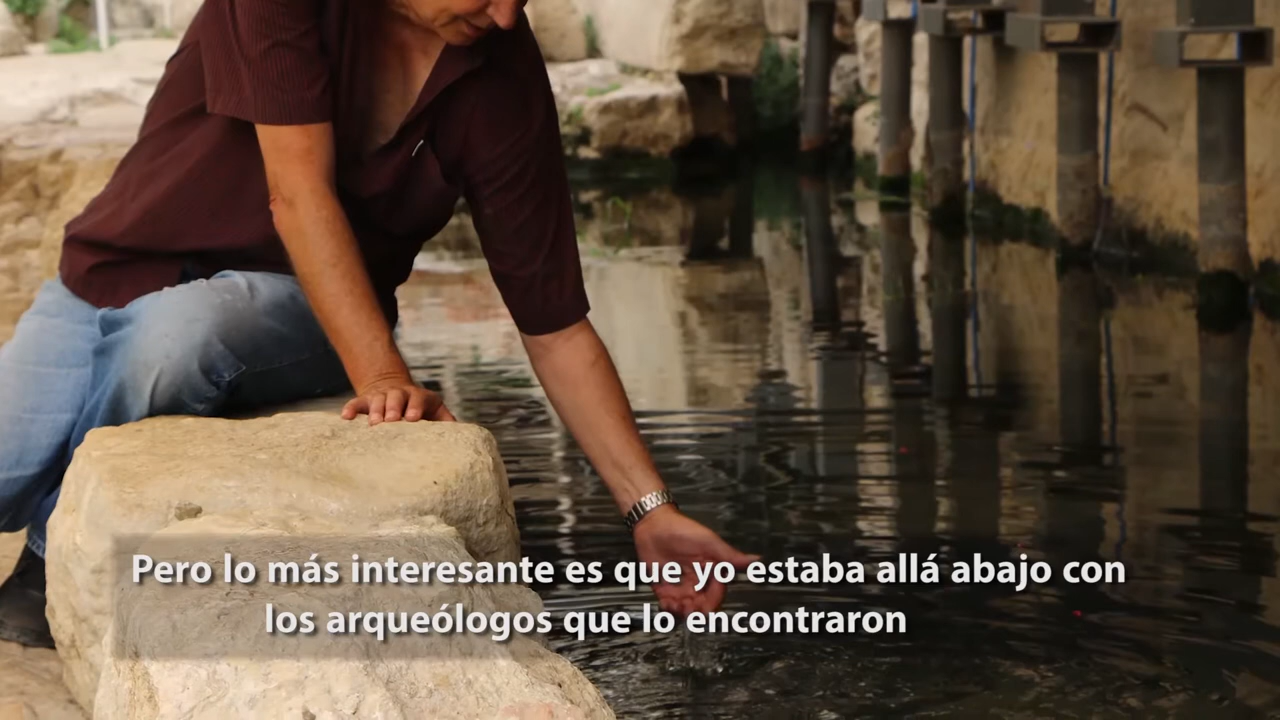 Pero lo más interesante es que yo estaba allá abajo con
los arqueólogos que lo encontraron